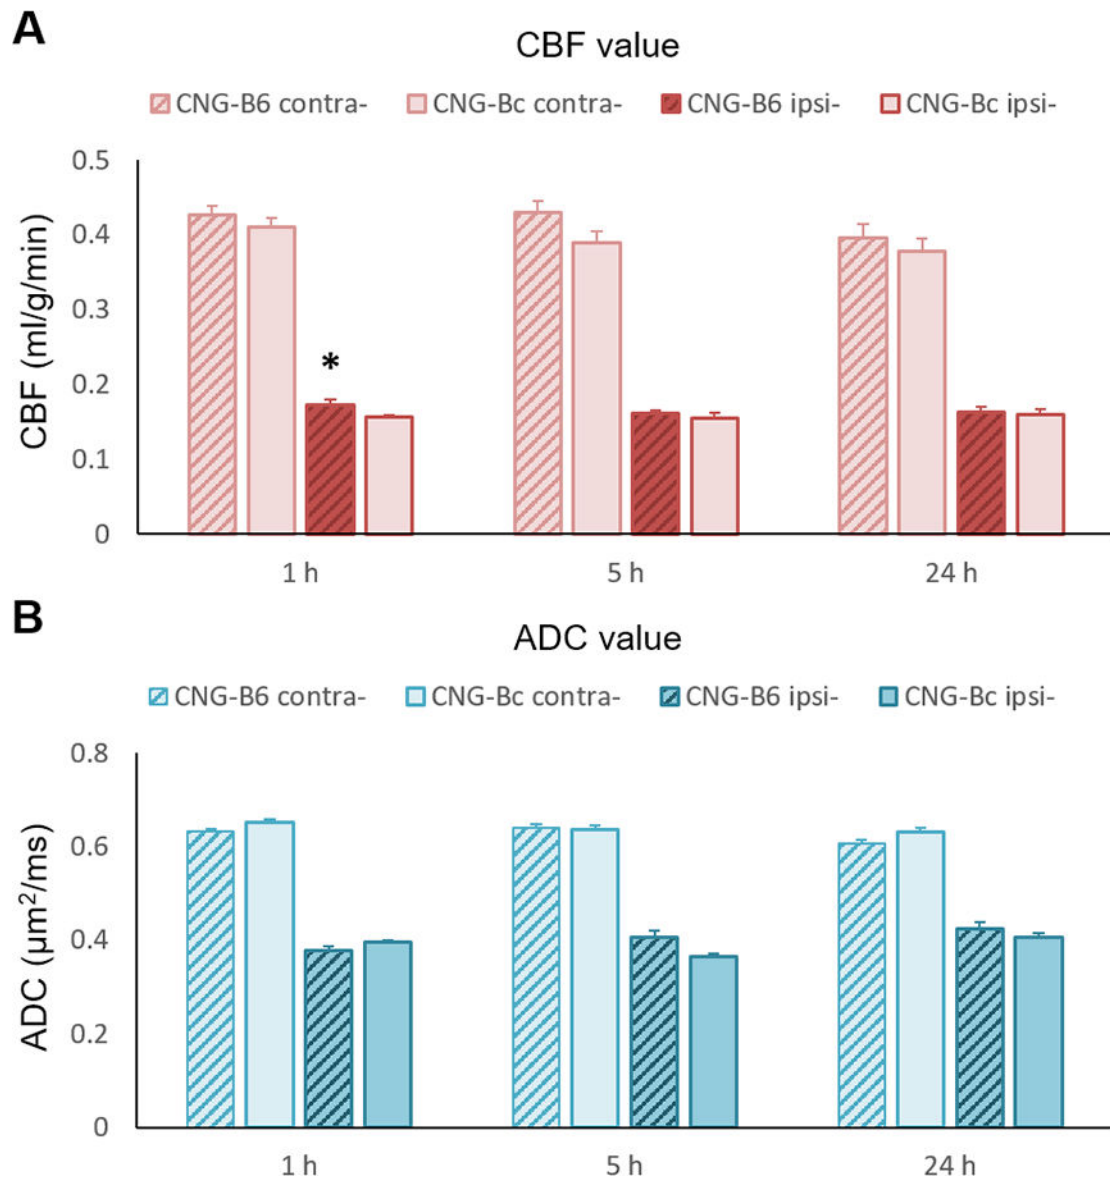 A
CBF value
CNG-B6 contra- CNG-Bc contra- CNG-B6 ipsi- CNG-Bc ipsi-
CBF (ml/g/min)
0.5
0.4
0.3
0.2
0.1
0
*
1 h 5 h 24 h
B
ADC value
CNG-B6 contra- CNG-Bc contra- CNG-B6 ipsi- CNG-Bc ipsi-
ADC (μm²/ms)
0.8
0.6
0.4
0.2
0
1 h 5 h 24 h